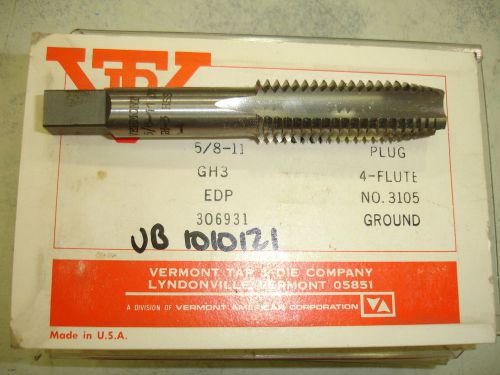 VTD
5/8-11 PLUG
GH3 4-FLUTE
EDP NO. 3105
306931 GROUND
UB 1010121
VERMONT TAP & DIE COMPANY
LYNDONVILLE, VERMONT 05851
A DIVISION OF VERMONT AMERICAN CORPORATION VA
Made in U.S.A.